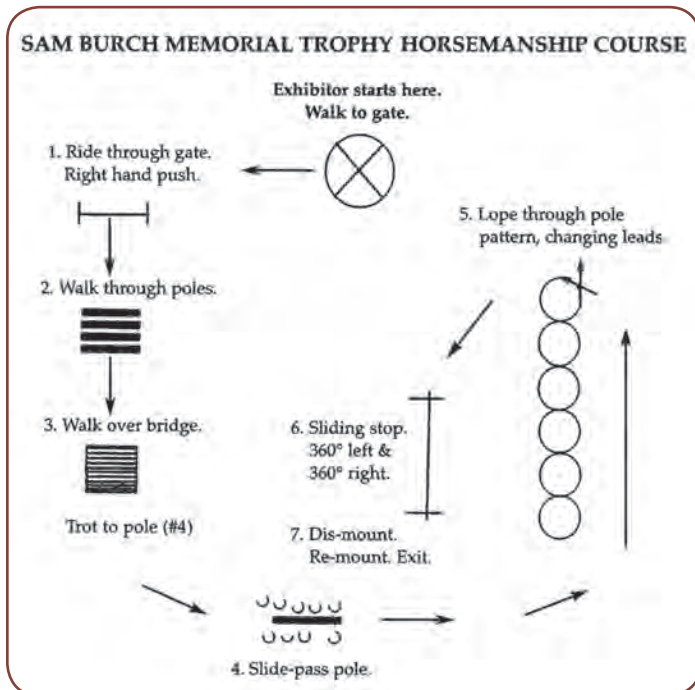 SAM BURCH MEMORIAL TROPHY HORSEMANSHIP COURSE
Exhibitor starts here.
Walk to gate.
1. Ride through gate.
Right hand push.
2. Walk through poles.
3. Walk over bridge.
Trot to pole (#4)
4. Slide-pass pole.
5. Lope through pole
pattern, changing leads
6. Sliding stop.
360° left &
360° right.
7. Dis-mount.
Re-mount. Exit.